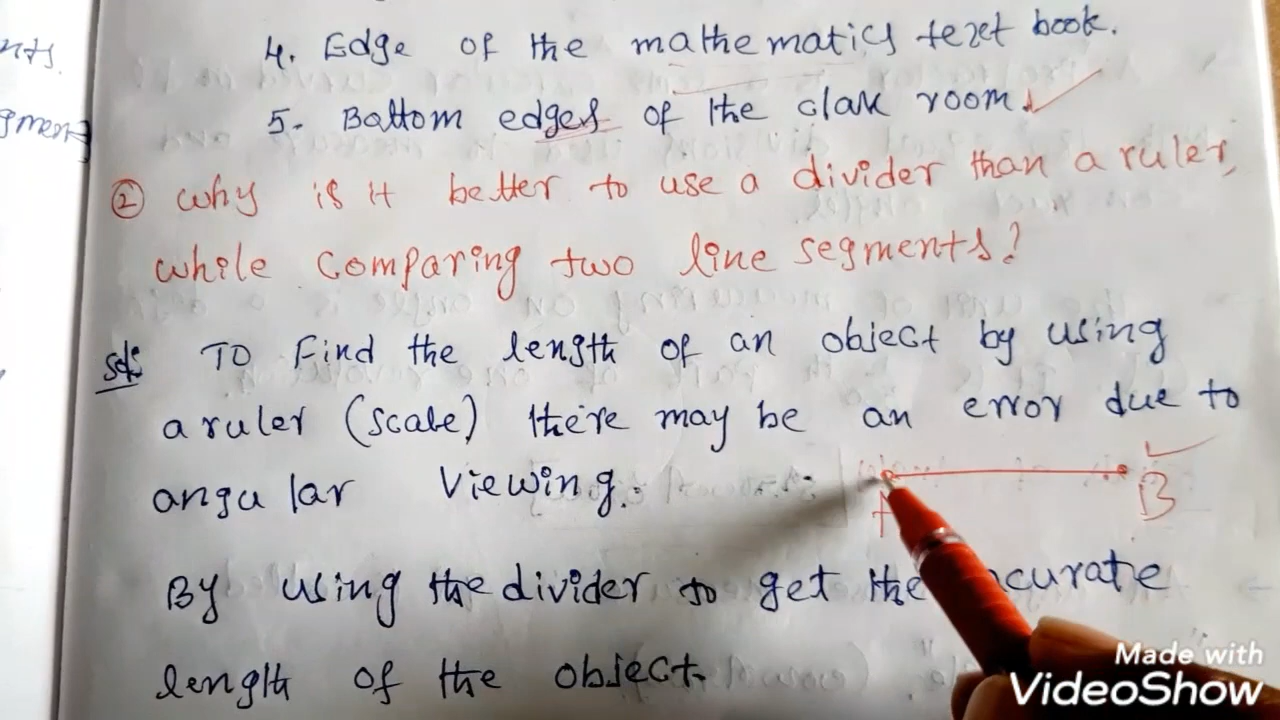 nts.
gment
4. Edge of the mathematics text book.
5. Bottom edges of the class room.
② why is it better to use a divider than a ruler,
while comparing two line segments?
Sol: To Find the length of an object by using
a ruler (scale) there may be an error due to
angular viewing.
A B
By using the divider to get the acurate
length of the object.
Made with
VideoShow